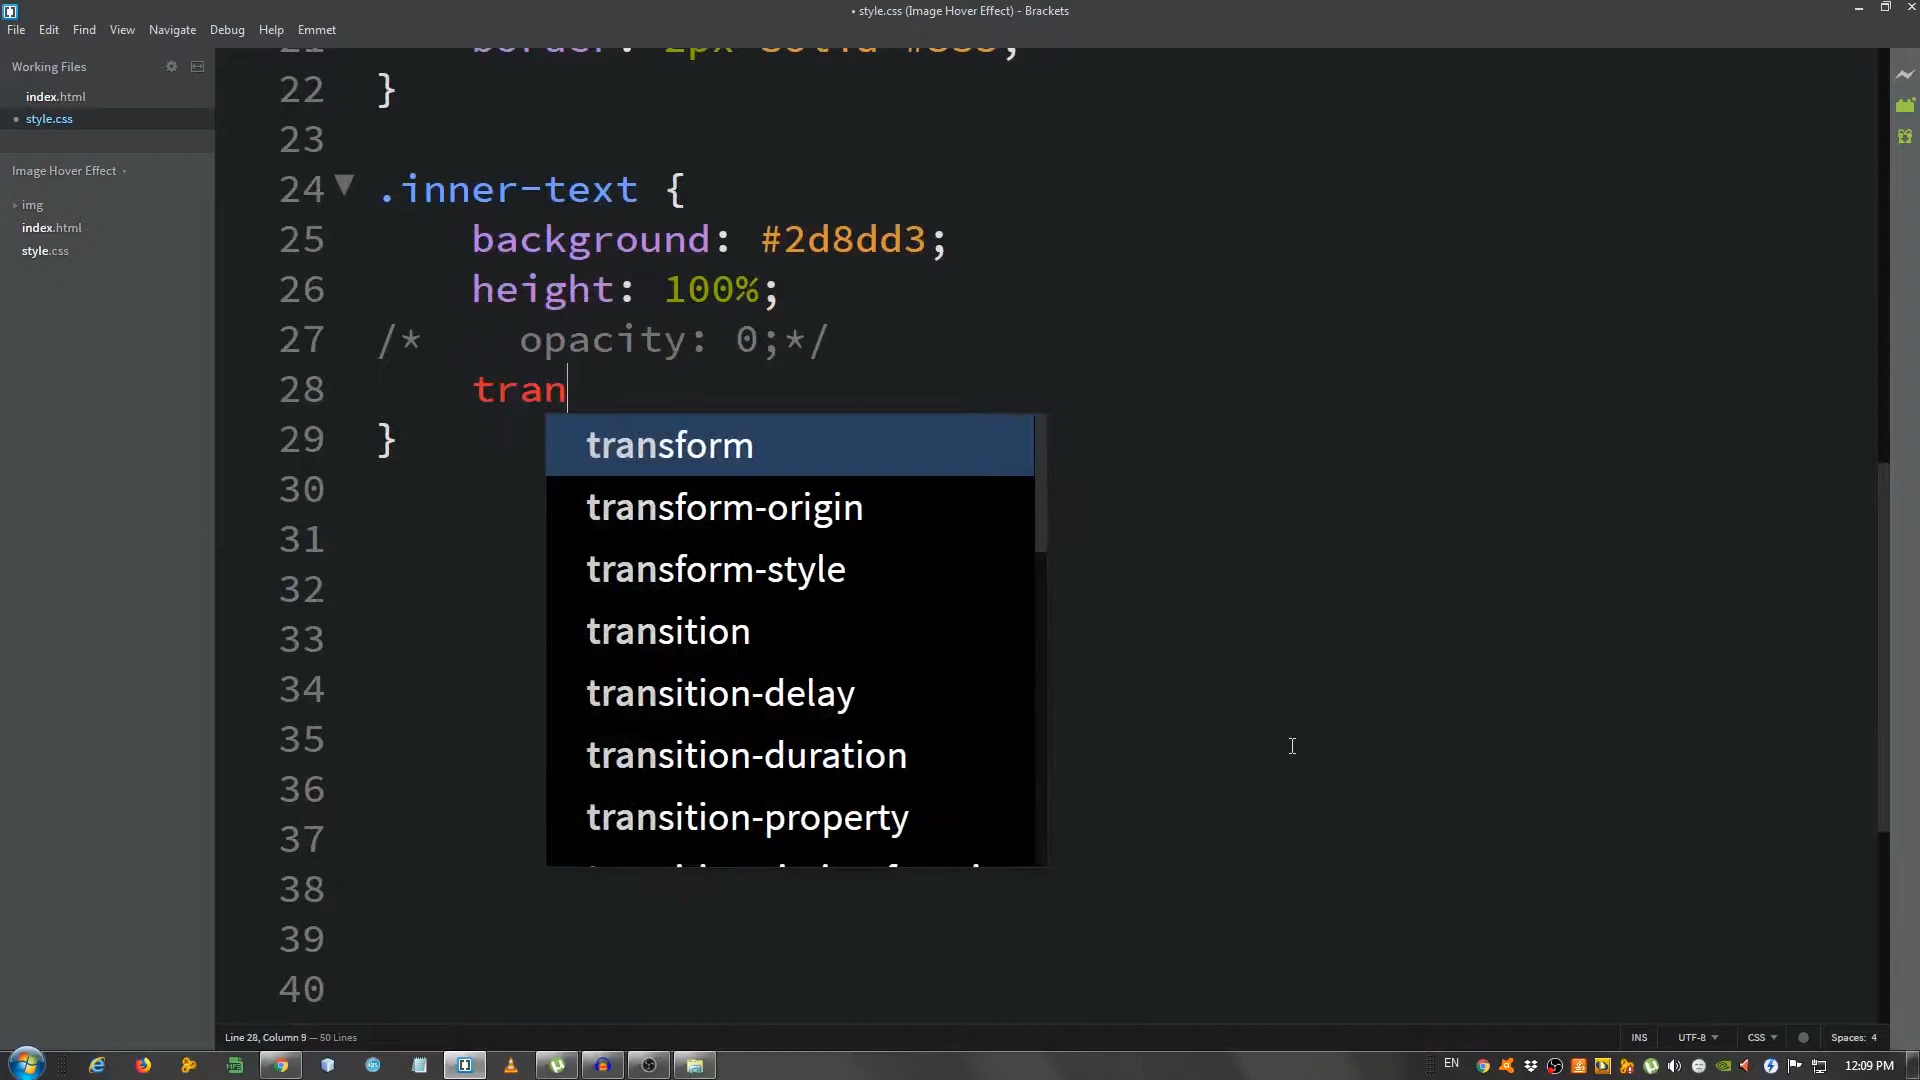 • style.css (Image Hover Effect) - Brackets
File Edit Find View Navigate Debug Help Emmet
Working Files
index.html
• style.css
Image Hover Effect
img
index.html
style.css
22 }
23
24 .inner-text {
25 background: #2d8dd3;
26 height: 100%;
27 /* opacity: 0;*/
28 tran
29 }
30
31
32
33
34
35
36
37
38
39
40
transform
transform-origin
transform-style
transition
transition-delay
transition-duration
transition-property
Line 28, Column 9 — 50 Lines
INS UTF-8 CSS Spaces: 4
EN 12:09 PM